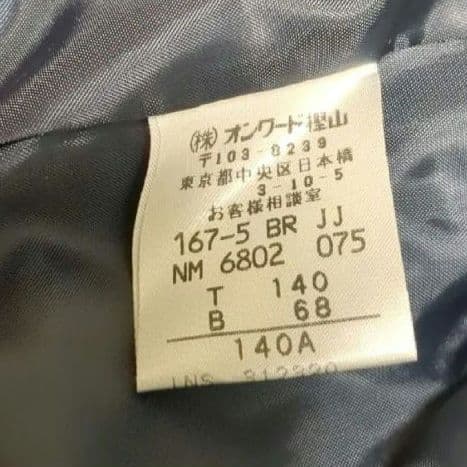 (株)オンワード樫山
〒103-8239
東京都中央区日本橋
3-10-5
お客様相談室
167-5 BR JJ
NM 6802 075
T 140
B 68
140A